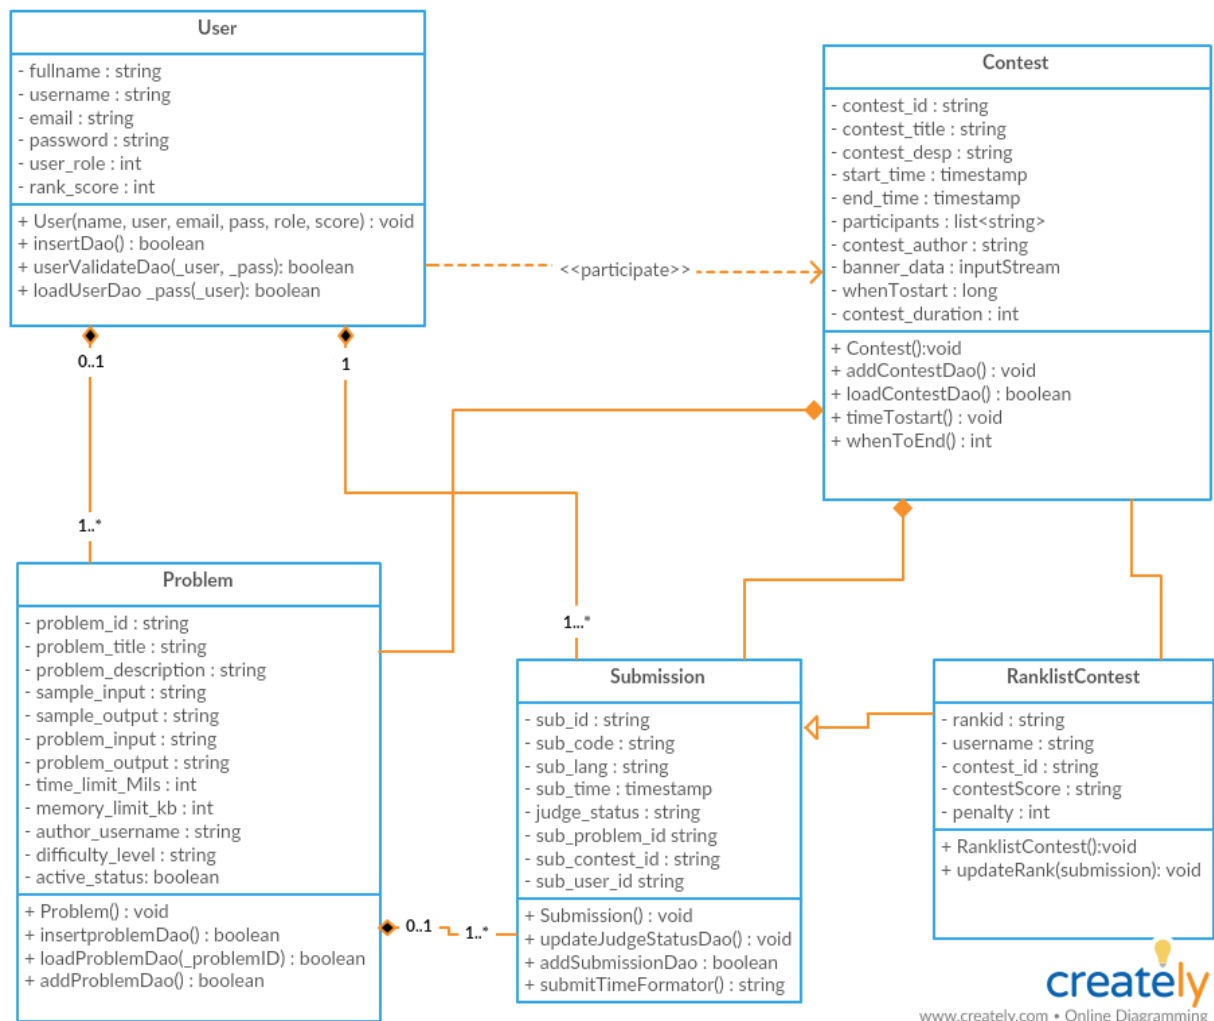 User
- fullname : string
- username : string
- email : string
- password : string
- user_role : int
- rank_score : int
+ User(name, user, email, pass, role, score) : void
+ insertDao() : boolean
+ userValidateDao(_user, _pass): boolean
+ loadUserDao _pass(_user): boolean
Contest
- contest_id : string
- contest_title : string
- contest_desp : string
- start_time : timestamp
- end_time : timestamp
- participants : list<string>
- contest_author : string
- banner_data : inputStream
- whenTostart : long
- contest_duration : int
+ Contest():void
+ addContestDao() : void
+ loadContestDao() : boolean
+ timeTostart() : void
+ whenToEnd() : int
<<participate>>
0..1
1
1..*
1...*
Problem
- problem_id : string
- problem_title : string
- problem_description : string
- sample_input : string
- sample_output : string
- problem_input : string
- problem_output : string
- time_limit_Mils : int
- memory_limit_kb : int
- author_username : string
- difficulty_level : string
- active_status: boolean
+ Problem() : void
+ insertproblemDao() : boolean
+ loadProblemDao(_problemID) : boolean
+ addProblemDao() : boolean
0..1
1..*
Submission
- sub_id : string
- sub_code : string
- sub_lang : string
- sub_time : timestamp
- judge_status : string
- sub_problem_id string
- sub_contest_id : string
- sub_user_id string
+ Submission() : void
+ updateJudgeStatusDao() : void
+ addSubmissionDao : boolean
+ submitTimeFormator() : string
RanklistContest
- rankid : string
- username : string
- contest_id : string
- contestScore : string
- penalty : int
+ RanklistContest():void
+ updateRank(submission): void
creately
www.creately.com • Online Diagramming